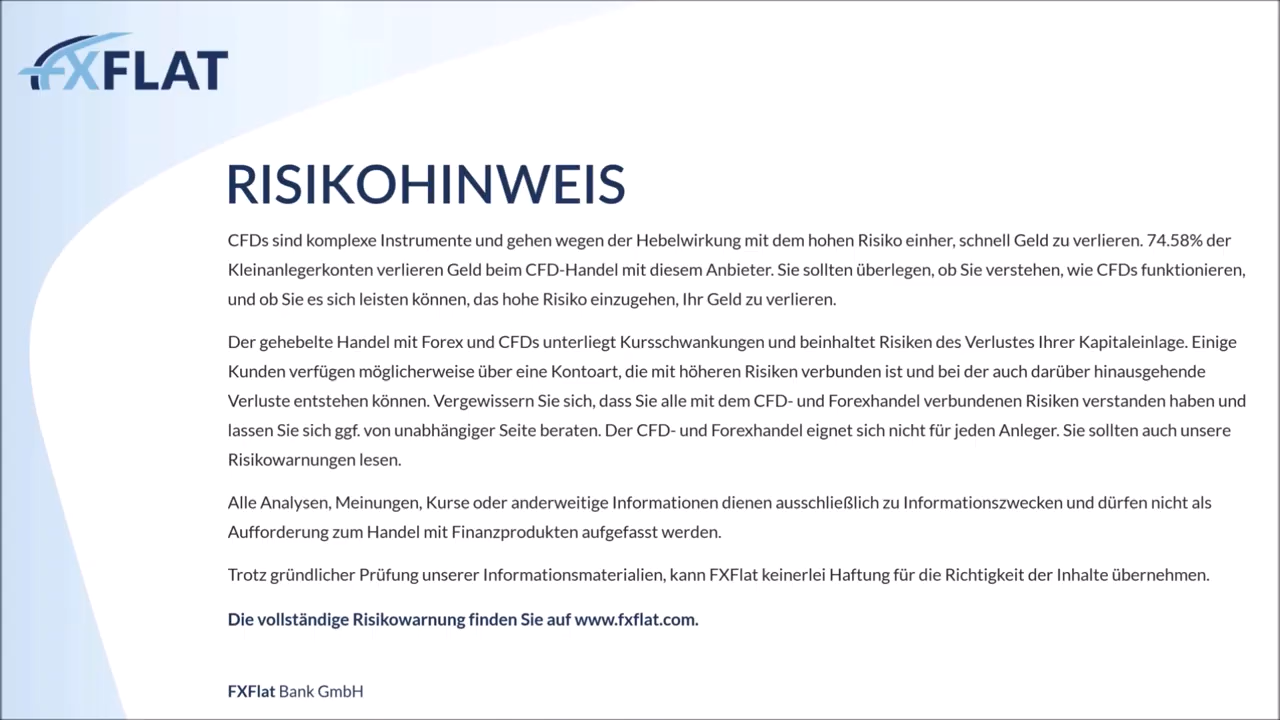 FXFLAT
RISIKOHINWEIS
CFDs sind komplexe Instrumente und gehen wegen der Hebelwirkung mit dem hohen Risiko einher, schnell Geld zu verlieren. 74.58% der
Kleinanlegerkonten verlieren Geld beim CFD-Handel mit diesem Anbieter. Sie sollten überlegen, ob Sie verstehen, wie CFDs funktionieren,
und ob Sie es sich leisten können, das hohe Risiko einzugehen, Ihr Geld zu verlieren.
Der gehebelte Handel mit Forex und CFDs unterliegt Kursschwankungen und beinhaltet Risiken des Verlustes Ihrer Kapitaleinlage. Einige
Kunden verfügen möglicherweise über eine Kontoart, die mit höheren Risiken verbunden ist und bei der auch darüber hinausgehende
Verluste entstehen können. Vergewissern Sie sich, dass Sie alle mit dem CFD- und Forexhandel verbundenen Risiken verstanden haben und
lassen Sie sich ggf. von unabhängiger Seite beraten. Der CFD- und Forexhandel eignet sich nicht für jeden Anleger. Sie sollten auch unsere
Risikowarnungen lesen.
Alle Analysen, Meinungen, Kurse oder anderweitige Informationen dienen ausschließlich zu Informationszwecken und dürfen nicht als
Aufforderung zum Handel mit Finanzprodukten aufgefasst werden.
Trotz gründlicher Prüfung unserer Informationsmaterialien, kann FXFlat keinerlei Haftung für die Richtigkeit der Inhalte übernehmen.
Die vollständige Risikowarnung finden Sie auf www.fxflat.com.
FXFlat Bank GmbH